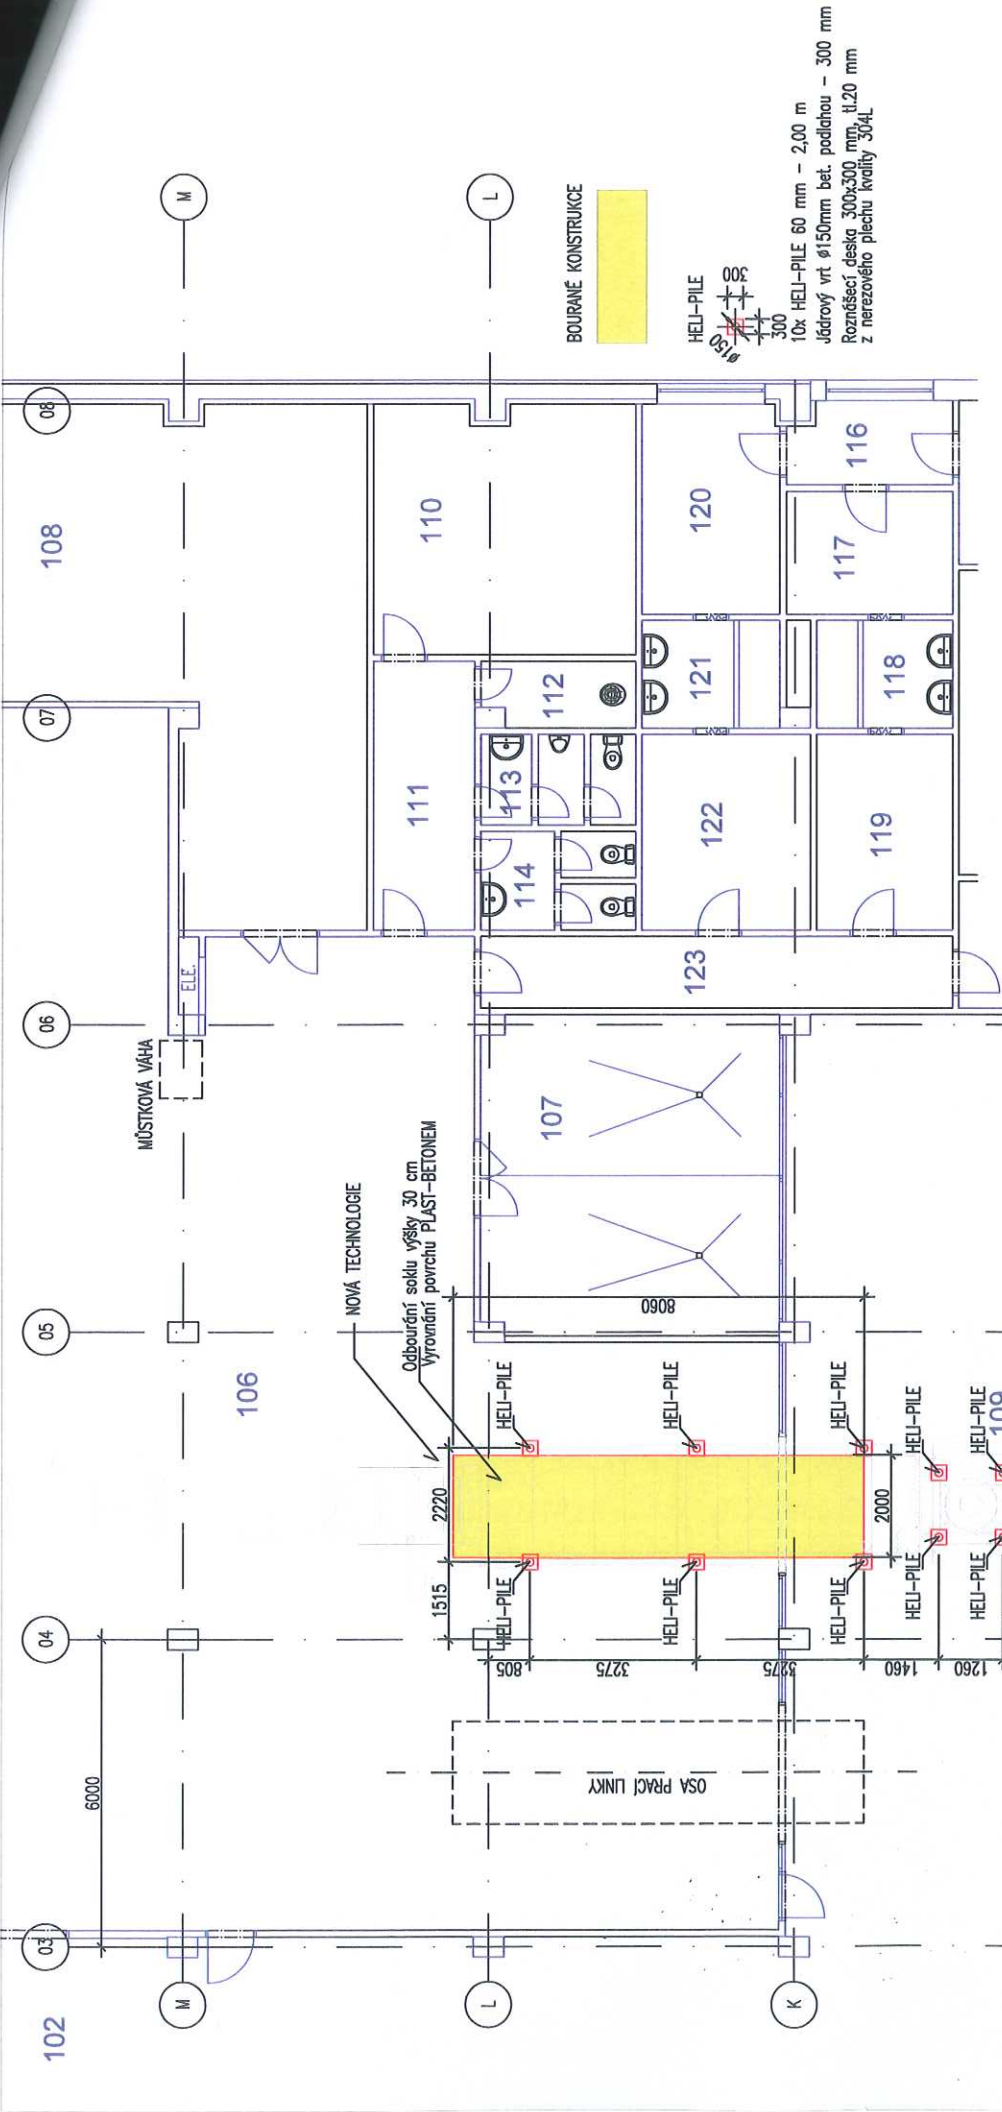 102
03
04
05
06
07
08
M
L
K
M
L
6000
106
MŮSTKOVÁ VÁHA
ELE.
108
110
111
112
113
114
107
123
122
121
120
119
118
117
116
109
NOVÁ TECHNOLOGIE
Odbourání soklu výšky 30 cm
Vyrovnání povrchu PLAST-BETONEM
1515
2220
8060
2000
805
3275
3275
1460
1260
HELI-PILE
HELI-PILE
HELI-PILE
HELI-PILE
HELI-PILE
HELI-PILE
HELI-PILE
HELI-PILE
HELI-PILE
HELI-PILE
OSA PRACÍ LINKY
BOURANÉ KONSTRUKCE
HELI-PILE
ø150
300
300
10x HELI-PILE 60 mm - 2,00 m
Jádrový vrt ø150mm bet. podlahou - 300 mm
Roznášecí deska 300x300 mm, tl.20 mm
z nerezového plechu kvality 304L